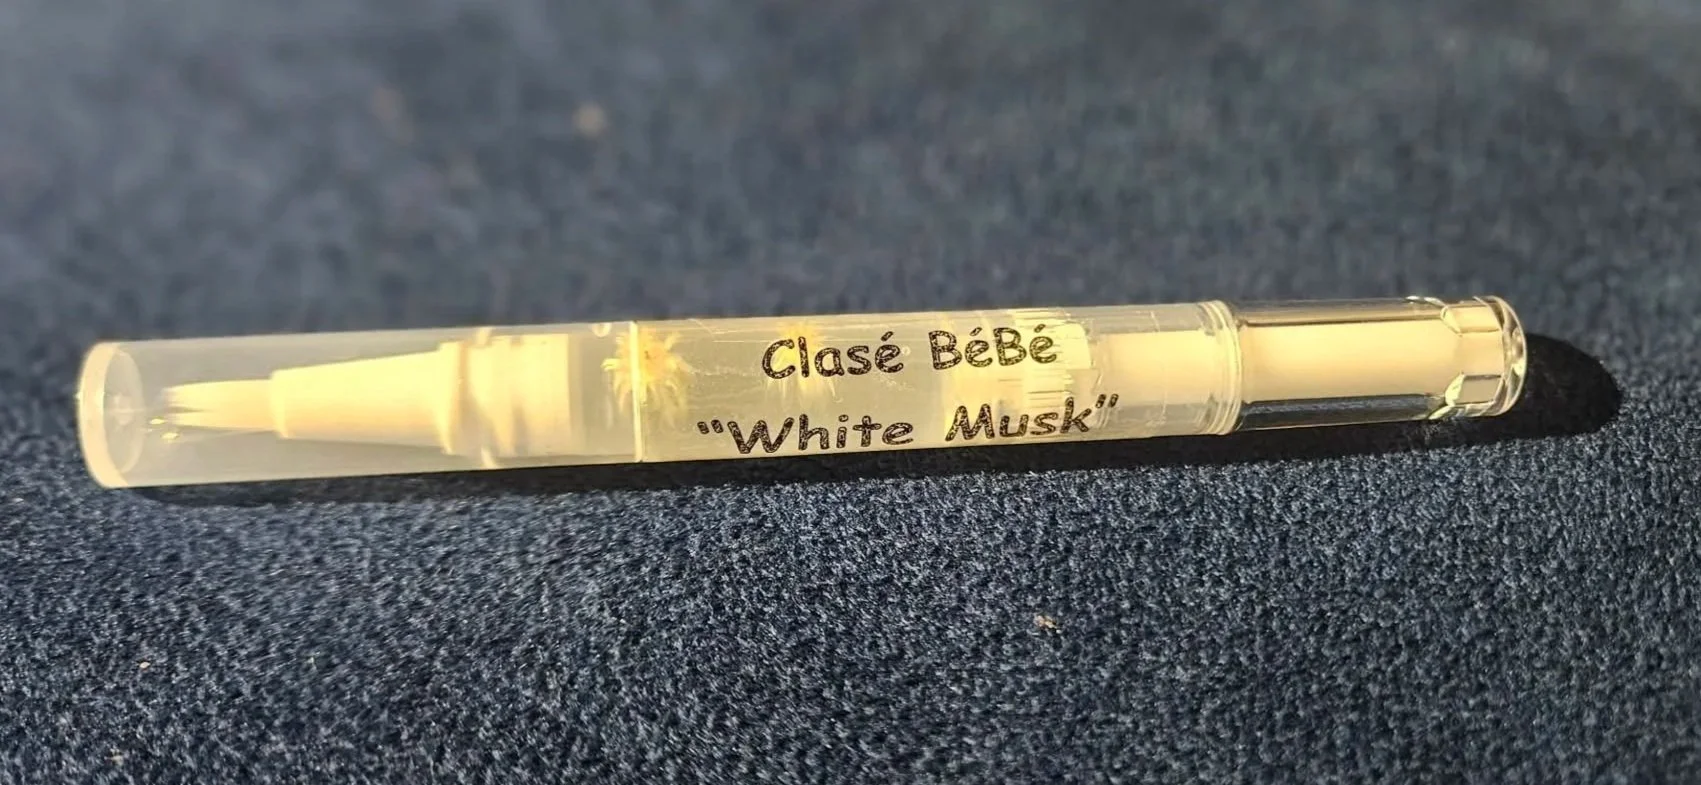 Clasé BéBé
"White Musk"